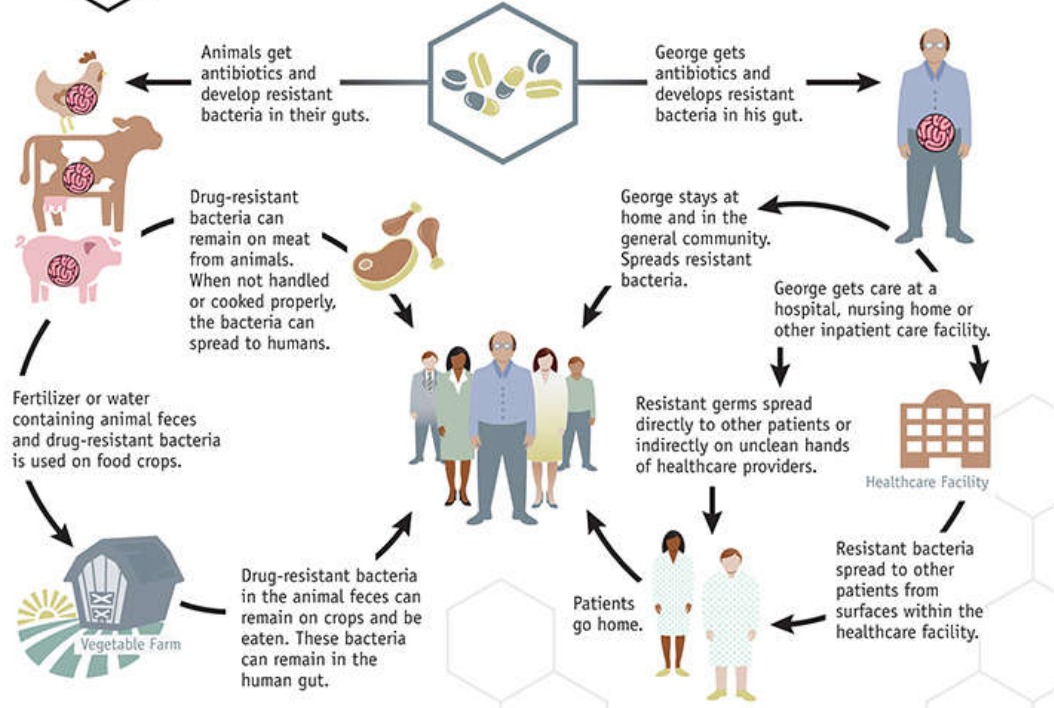 Animals get
antibiotics and
develop resistant
bacteria in their guts.
George gets
antibiotics and
develops resistant
bacteria in his gut.
Drug-resistant
bacteria can
remain on meat
from animals.
When not handled
or cooked properly,
the bacteria can
spread to humans.
George stays at
home and in the
general community.
Spreads resistant
bacteria.
George gets care at a
hospital, nursing home or
other inpatient care facility.
Fertilizer or water
containing animal feces
and drug-resistant bacteria
is used on food crops.
Resistant germs spread
directly to other patients or
indirectly on unclean hands
of healthcare providers.
Healthcare Facility
Vegetable Farm
Drug-resistant bacteria
in the animal feces can
remain on crops and be
eaten. These bacteria
can remain in the
human gut.
Patients
go home.
Resistant bacteria
spread to other
patients from
surfaces within the
healthcare facility.